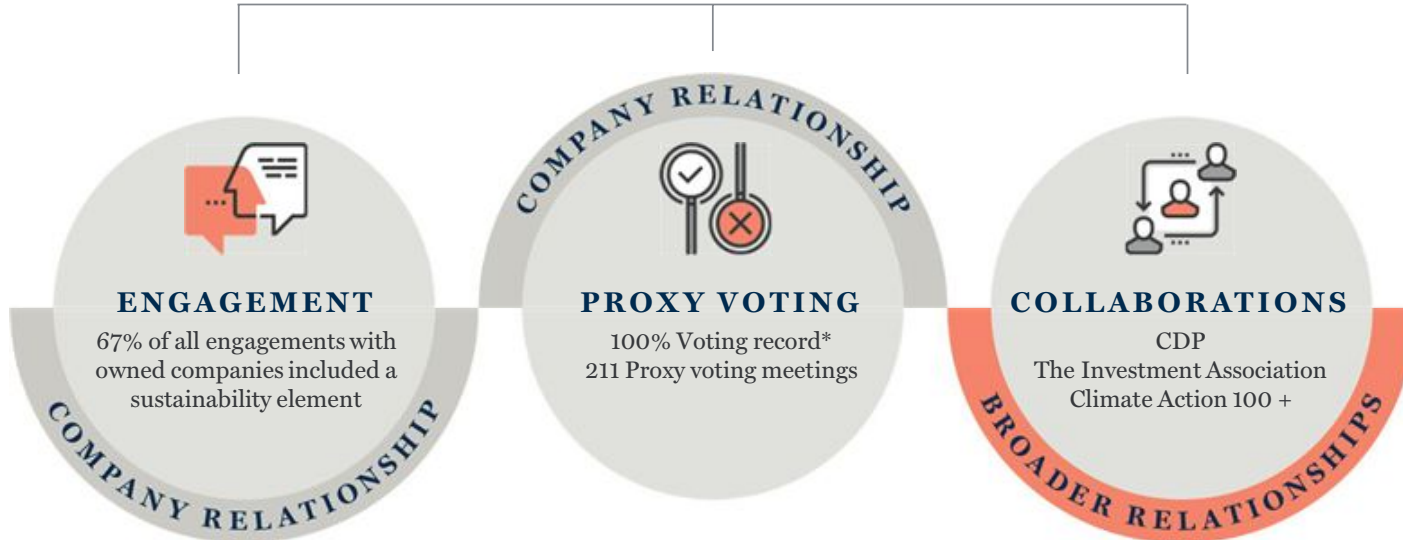 COMPANY RELATIONSHIP
ENGAGEMENT
67% of all engagements with
owned companies included a
sustainability element
COMPANY RELATIONSHIP
PROXY VOTING
100% Voting record*
211 Proxy voting meetings
COLLABORATIONS
CDP
The Investment Association
Climate Action 100 +
BROADER RELATIONSHIPS